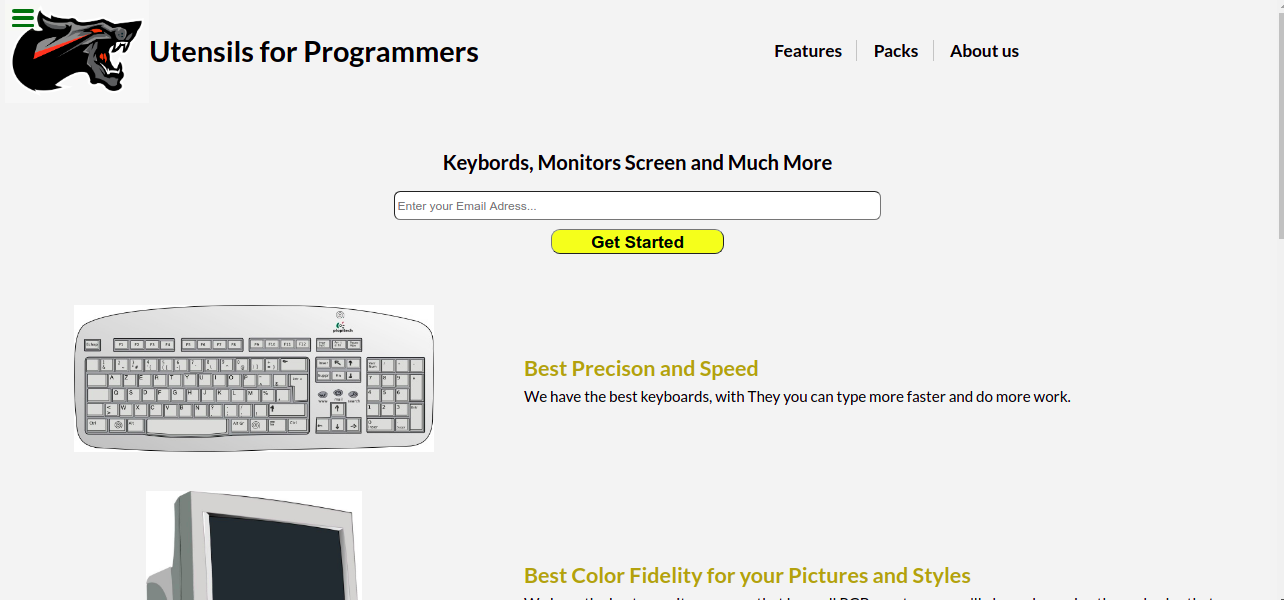 Utensils for Programmers
Features
Packs
About us
Keybords, Monitors Screen and Much More
Enter your Email Adress...
Get Started
Best Precison and Speed
We have the best keyboards, with They you can type more faster and do more work.
Best Color Fidelity for your Pictures and Styles